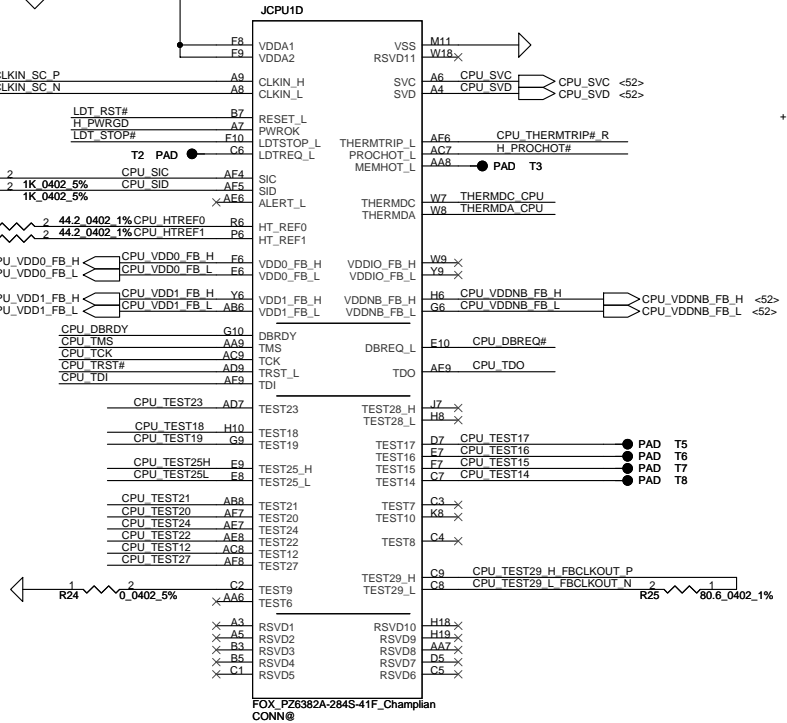 JCPU1D
F8 VDDA1 VSS M11
F9 VDDA2 RSVD11 W18
CLKIN_SC_P A9 CLKIN_H SVC A6 CPU_SVC CPU_SVC <52>
CLKIN_SC_N A8 CLKIN_L SVD A4 CPU_SVD CPU_SVD <52>
+
LDT_RST# B7 RESET_L
H_PWRGD A7 PWROK
LDT_STOP# F10 LDTSTOP_L THERMTRIP_L AF6 CPU_THERMTRIP#_R
T2 PAD C6 LDTREQ_L PROCHOT_L AC7 H_PROCHOT#
MEMHOT_L AA8 PAD T3
2 CPU_SIC AF4 SIC
2 1K_0402_5% CPU_SID AF5 SID
1K_0402_5% AE6 ALERT_L THERMDC W7 THERMDC_CPU
THERMDA W8 THERMDA_CPU
2 44.2_0402_1% CPU_HTREF0 R6 HT_REF0
2 44.2_0402_1% CPU_HTREF1 P6 HT_REF1
CPU_VDD0_FB_H CPU_VDD0_FB_H F6 VDD0_FB_H VDDIO_FB_H W9
CPU_VDD0_FB_L CPU_VDD0_FB_L E6 VDD0_FB_L VDDIO_FB_L Y9
CPU_VDD1_FB_H CPU_VDD1_FB_H Y6 VDD1_FB_H VDDNB_FB_H H6 CPU_VDDNB_FB_H CPU_VDDNB_FB_H <52>
CPU_VDD1_FB_L CPU_VDD1_FB_L AB6 VDD1_FB_L VDDNB_FB_L G6 CPU_VDDNB_FB_L CPU_VDDNB_FB_L <52>
CPU_DBRDY G10 DBRDY
CPU_TMS AA9 TMS DBREQ_L E10 CPU_DBREQ#
CPU_TCK AC9 TCK
CPU_TRST# AD9 TRST_L TDO AE9 CPU_TDO
CPU_TDI AF9 TDI
CPU_TEST23 AD7 TEST23 TEST28_H J7
TEST28_L H8
CPU_TEST18 H10 TEST18
CPU_TEST19 G9 TEST19 TEST17 D7 CPU_TEST17 PAD T5
TEST16 E7 CPU_TEST16 PAD T6
CPU_TEST25H E9 TEST25_H TEST15 F7 CPU_TEST15 PAD T7
CPU_TEST25L E8 TEST25_L TEST14 C7 CPU_TEST14 PAD T8
CPU_TEST21 AB8 TEST21 TEST7 C3
CPU_TEST20 AF7 TEST20 TEST10 K8
CPU_TEST24 AE7 TEST24
CPU_TEST22 AE8 TEST22 TEST8 C4
CPU_TEST12 AC8 TEST12
CPU_TEST27 AF8 TEST27
TEST29_H C9 CPU_TEST29_H_FBCLKOUT_P
1 2 C2 TEST9 TEST29_L C8 CPU_TEST29_L_FBCLKOUT_N 2 1
R24 0_0402_5% AA6 TEST6 R25 80.6_0402_1%
A3 RSVD1 RSVD10 H18
A5 RSVD2 RSVD9 H19
B3 RSVD3 RSVD8 AA7
B5 RSVD4 RSVD7 D5
C1 RSVD5 RSVD6 C5
FOX_PZ6382A-284S-41F_Champlian
CONN@